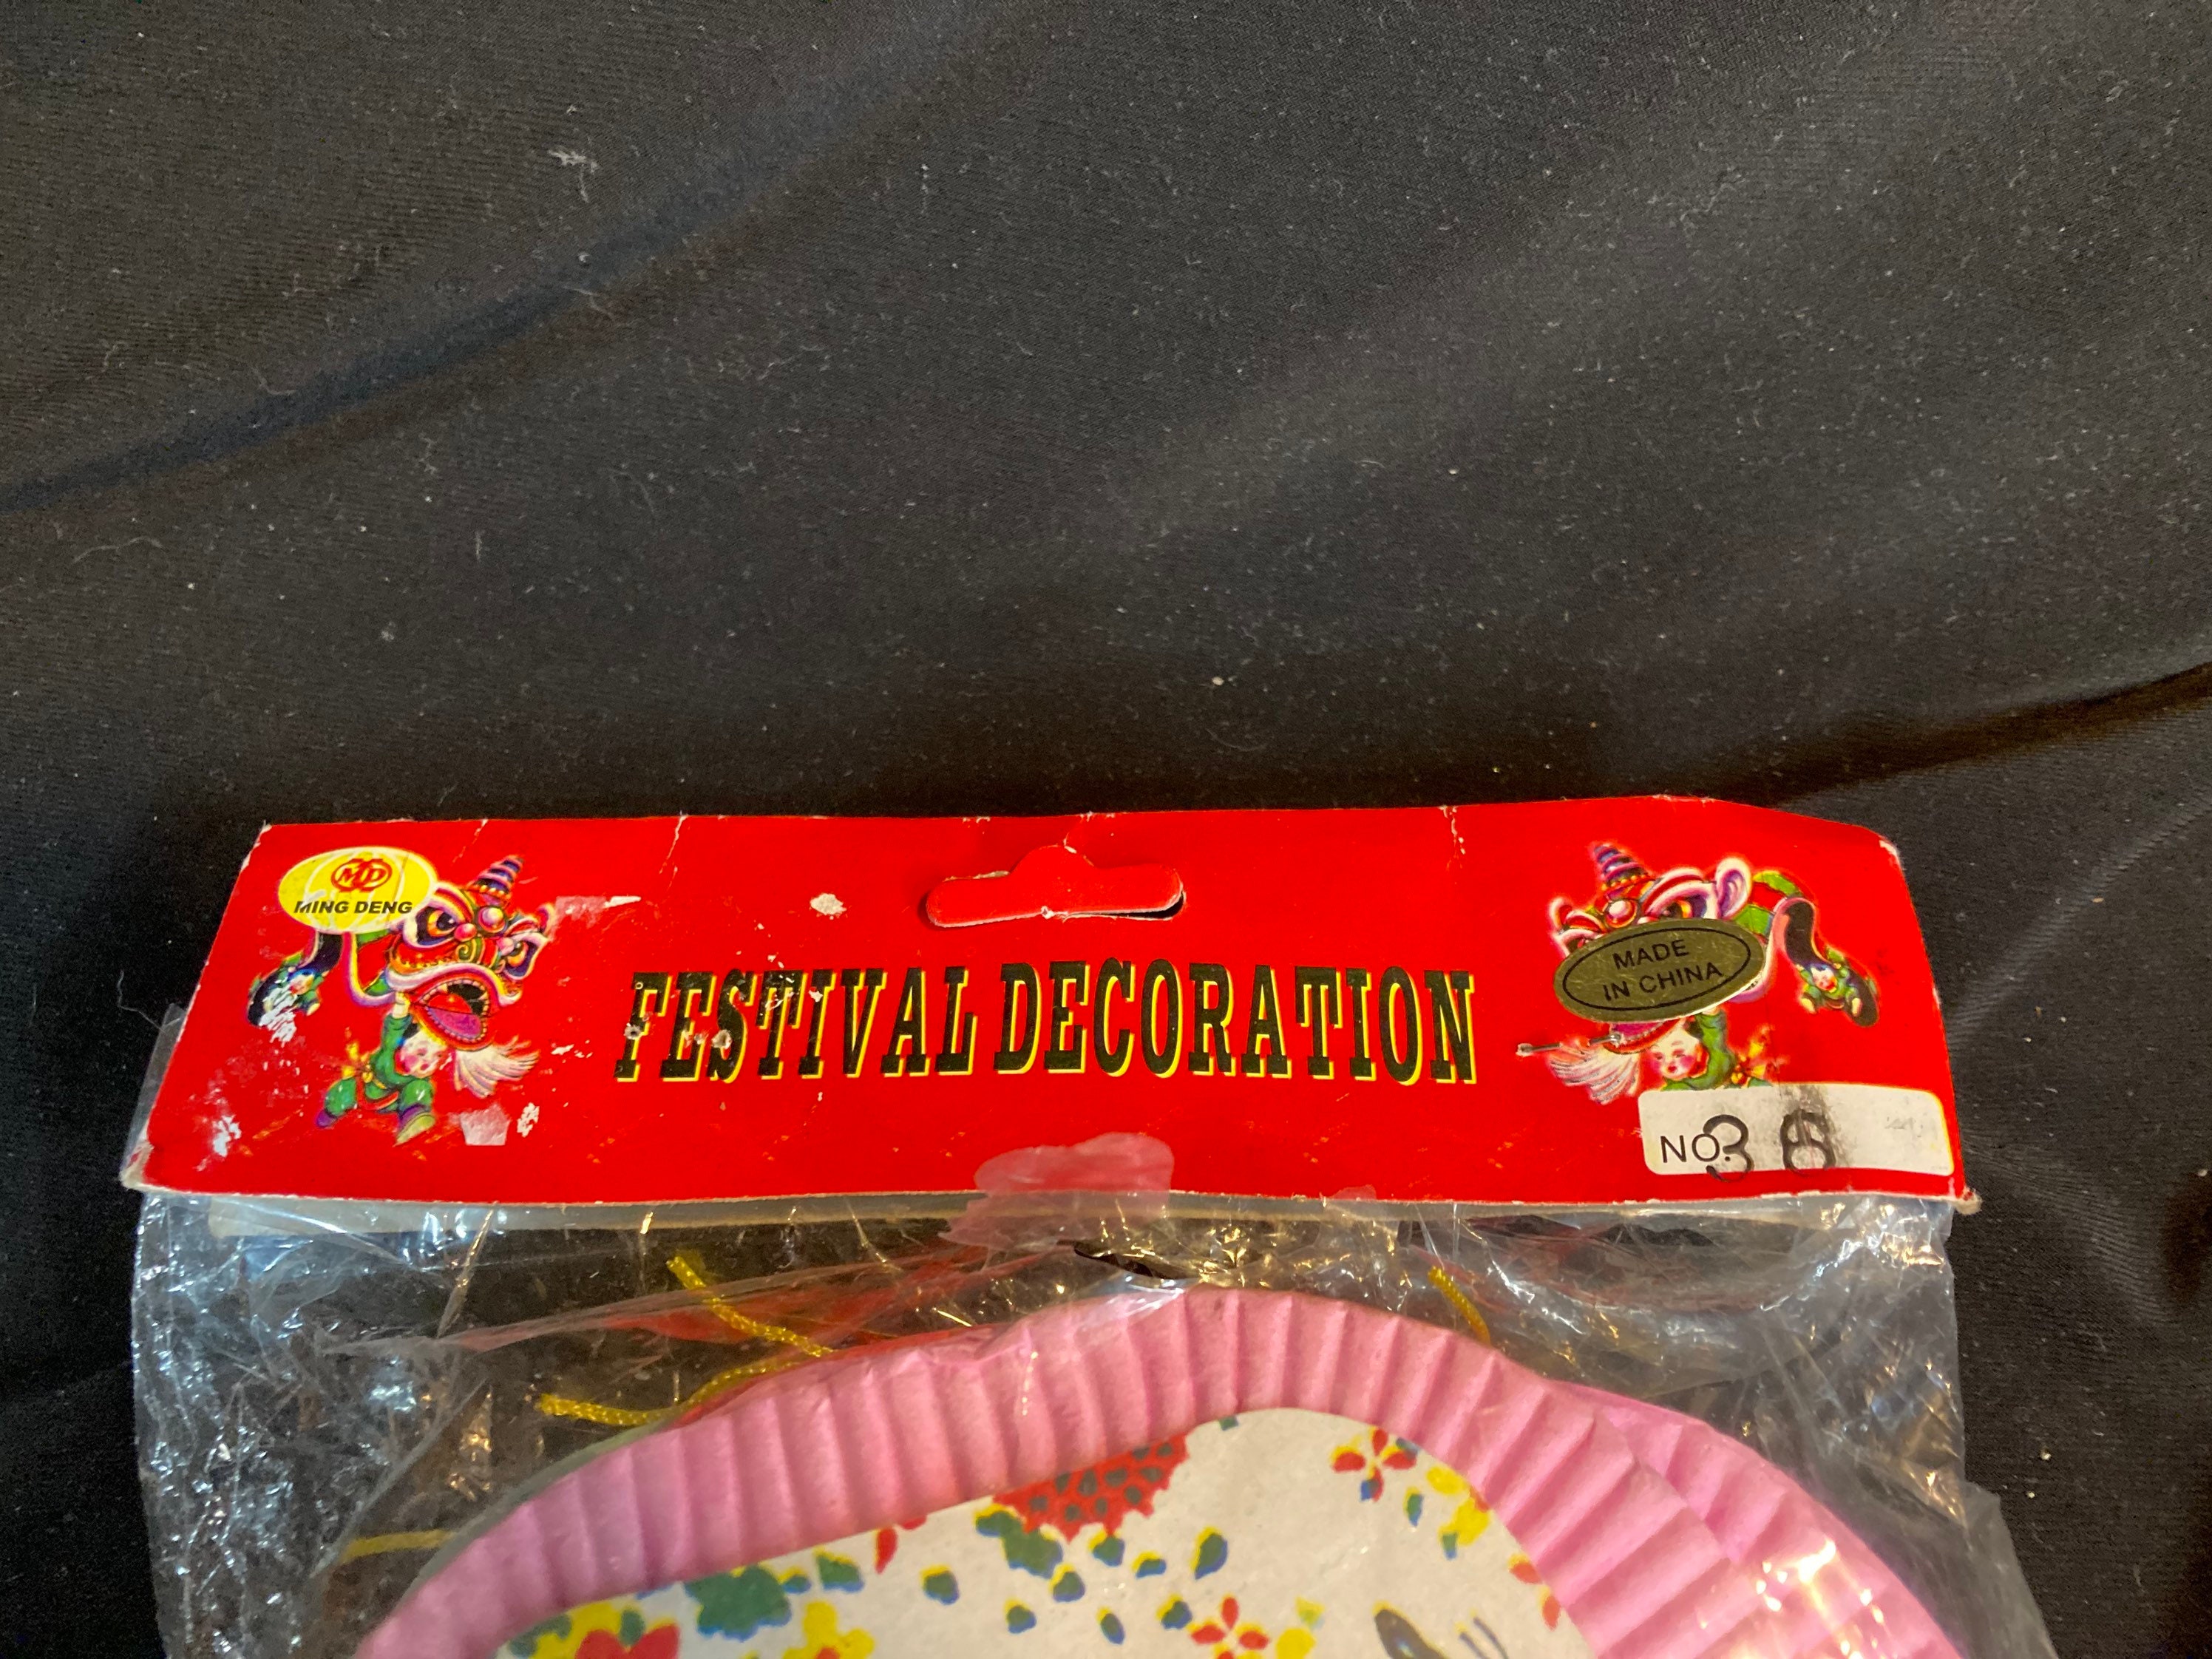 MD
MING DENG
FESTIVAL DECORATION
MADE
IN CHINA
NO.